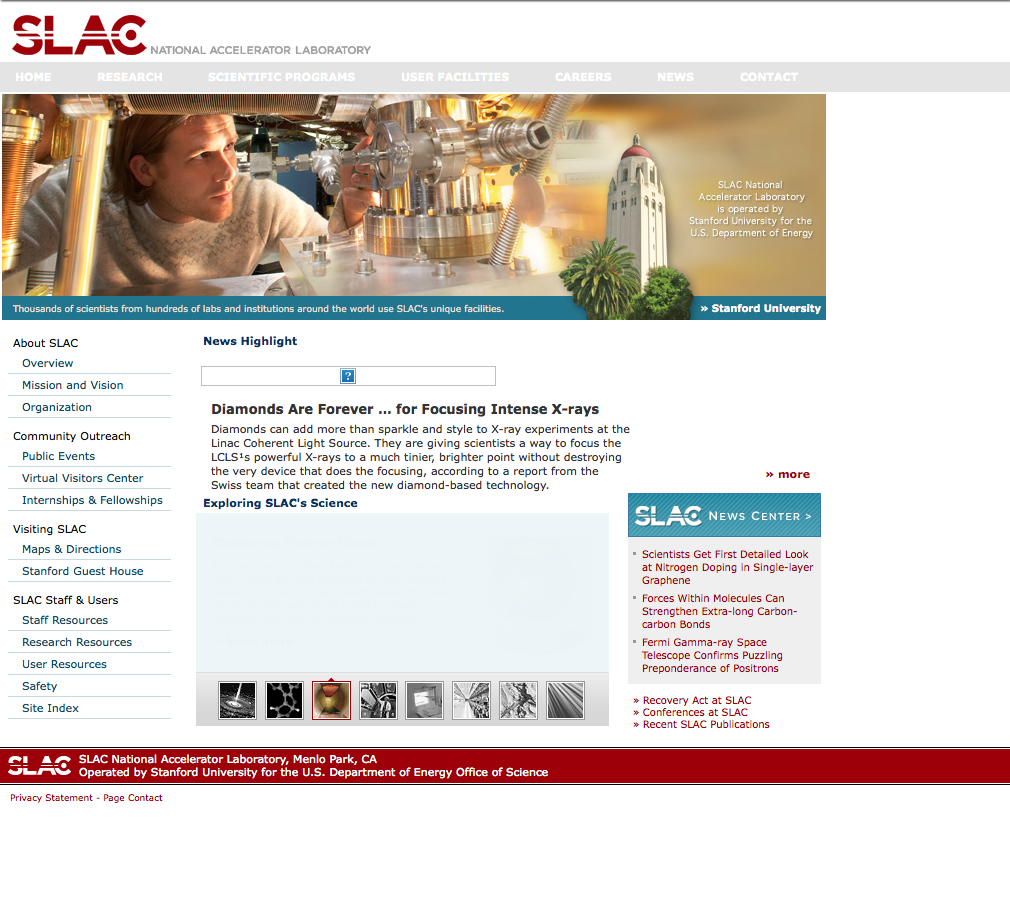 SLAC NATIONAL ACCELERATOR LABORATORY
HOME RESEARCH SCIENTIFIC PROGRAMS USER FACILITIES CAREERS NEWS CONTACT
SLAC National
Accelerator Laboratory
is operated by
Stanford University for the
U.S. Department of Energy
Thousands of scientists from hundreds of labs and institutions around the world use SLAC's unique facilities.
» Stanford University
About SLAC
Overview
Mission and Vision
Organization
Community Outreach
Public Events
Virtual Visitors Center
Internships & Fellowships
Visiting SLAC
Maps & Directions
Stanford Guest House
SLAC Staff & Users
Staff Resources
Research Resources
User Resources
Safety
Site Index
News Highlight
?
Diamonds Are Forever ... for Focusing Intense X-rays
Diamonds can add more than sparkle and style to X-ray experiments at the
Linac Coherent Light Source. They are giving scientists a way to focus the
LCLS¹s powerful X-rays to a much tinier, brighter point without destroying
the very device that does the focusing, according to a report from the
Swiss team that created the new diamond-based technology.
» more
Exploring SLAC's Science
SLAC NEWS CENTER >
Scientists Get First Detailed Look
at Nitrogen Doping in Single-layer
Graphene
Forces Within Molecules Can
Strengthen Extra-long Carbon-
carbon Bonds
Fermi Gamma-ray Space
Telescope Confirms Puzzling
Preponderance of Positrons
» Recovery Act at SLAC
» Conferences at SLAC
» Recent SLAC Publications
SLAC SLAC National Accelerator Laboratory, Menlo Park, CA
Operated by Stanford University for the U.S. Department of Energy Office of Science
Privacy Statement - Page Contact